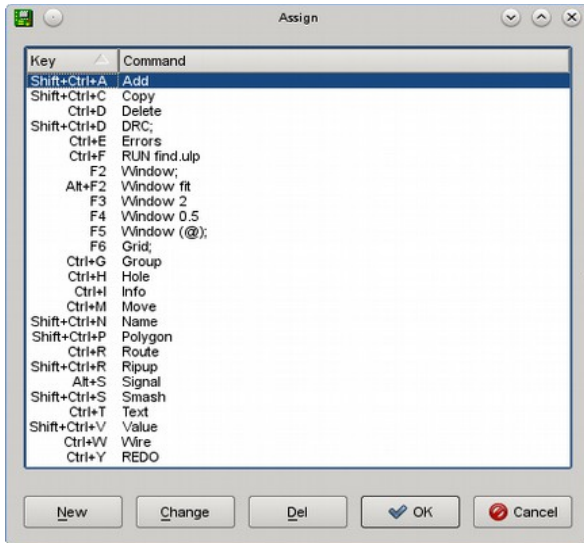 Assign
Key Command
Shift+Ctrl+A Add
Shift+Ctrl+C Copy
Ctrl+D Delete
Shift+Ctrl+D DRC;
Ctrl+E Errors
Ctrl+F RUN find.ulp
F2 Window;
Alt+F2 Window fit
F3 Window 2
F4 Window 0.5
F5 Window (@);
F6 Grid;
Ctrl+G Group
Ctrl+H Hole
Ctrl+I Info
Ctrl+M Move
Shift+Ctrl+N Name
Shift+Ctrl+P Polygon
Ctrl+R Route
Shift+Ctrl+R Ripup
Alt+S Signal
Shift+Ctrl+S Smash
Ctrl+T Text
Shift+Ctrl+V Value
Ctrl+W Wire
Ctrl+Y REDO
New Change Del OK Cancel